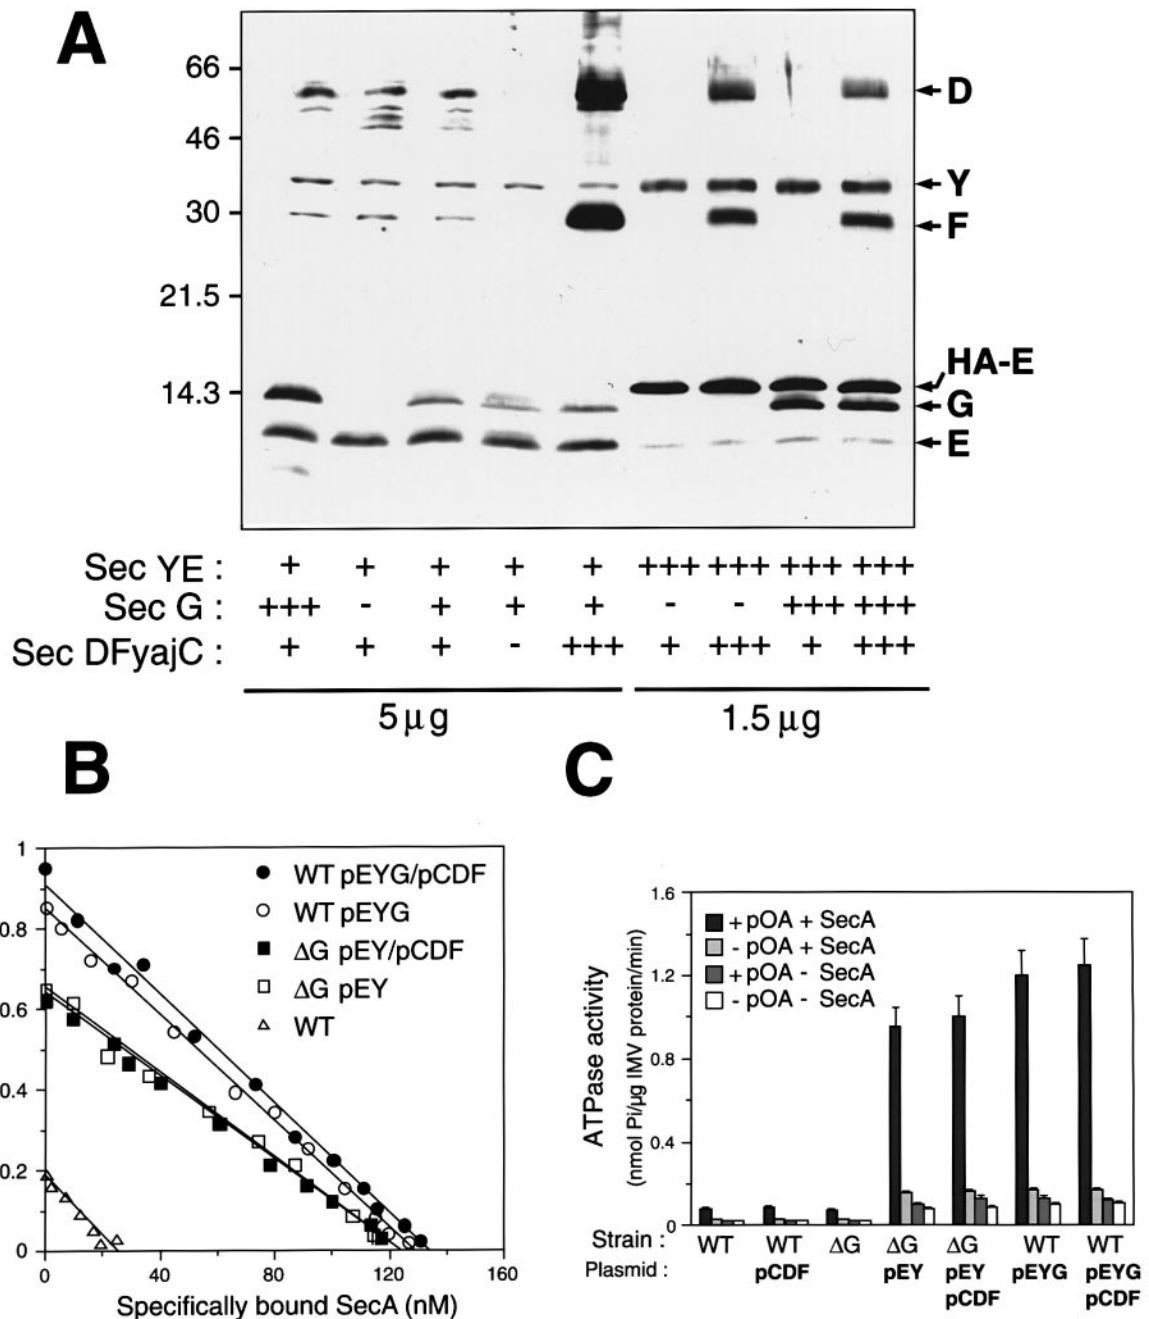 A
66
46
30
21.5
14.3
D
Y
F
HA-E
G
E
Sec YE : + + + + + +++ +++ +++ +++
Sec G : +++ - + + + - - +++ +++
Sec DFyajC : + + + - +++ + +++ + +++
5 µg 1.5 µg
B
1
0.8
0.6
0.4
0.2
0
0 40 80 120 160
WT pEYG/pCDF
WT pEYG
ΔG pEY/pCDF
ΔG pEY
WT
Specifically bound SecA (nM)
C
ATPase activity
(nmol Pi/µg IMV protein/min)
1.6
1.2
0.8
0.4
0
+ pOA + SecA
- pOA + SecA
+ pOA - SecA
- pOA - SecA
Strain : WT WT ΔG ΔG ΔG WT WT
Plasmid : pCDF pEY pEY pEYG pEYG
pCDF pCDF